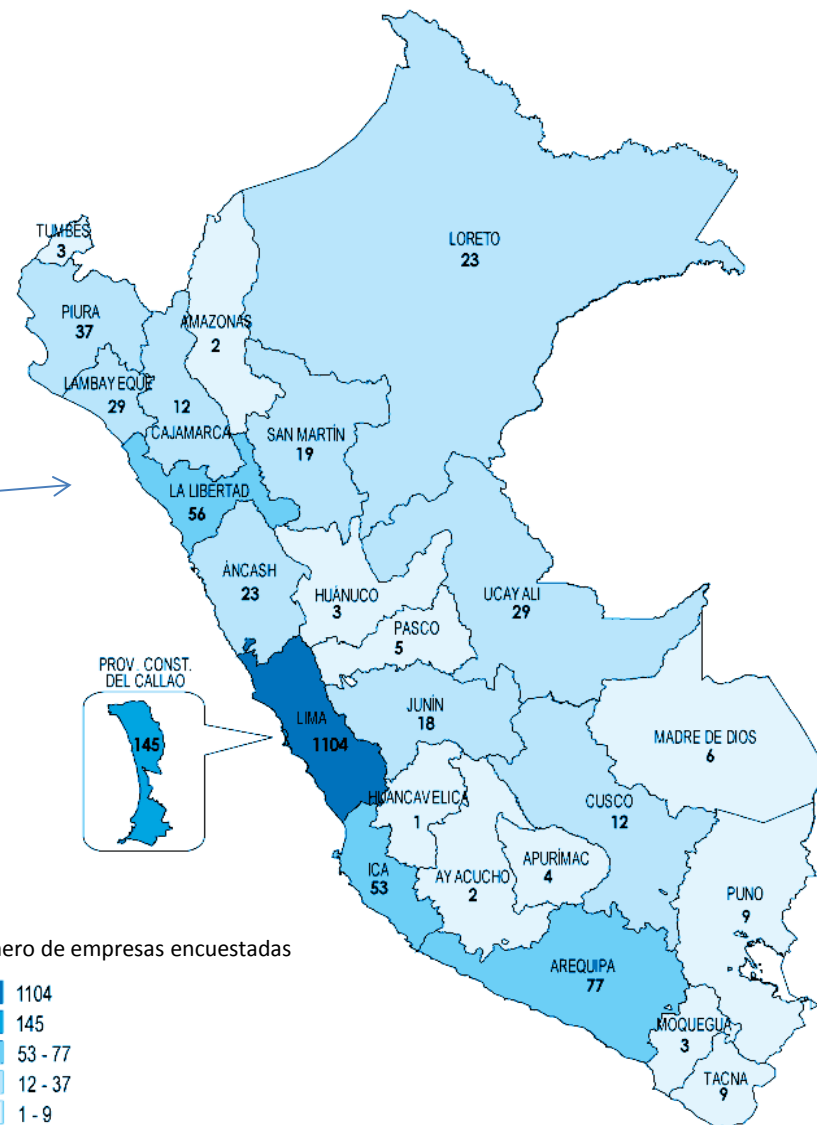 LORETO
23
TUMBES
3
PIURA
37
AMAZONAS
2
LAMBAYEQUE
29
12
CAJAMARCA
SAN MARTÍN
19
LA LIBERTAD
56
ÁNCASH
23
HUÁNUCO
3
UCAYALI
29
PASCO
5
PROV. CONST.
DEL CALLAO
145
LIMA
1104
JUNÍN
18
MADRE DE DIOS
6
HUANCAVELICA
1
CUSCO
12
ICA
53
AYACUCHO
2
APURÍMAC
4
PUNO
9
AREQUIPA
77
MOQUEGUA
3
TACNA
9
ero de empresas encuestadas
1104
145
53 - 77
12 - 37
1 - 9